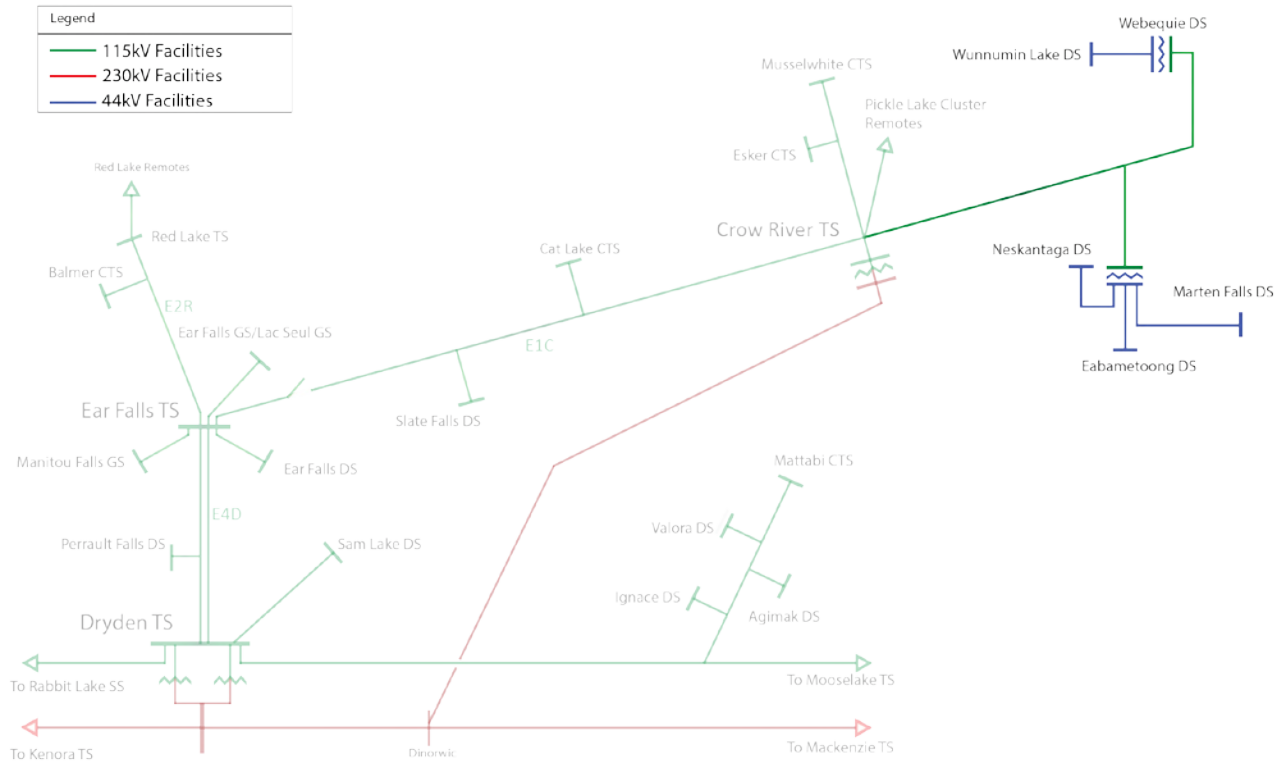 Legend
115kV Facilities
230kV Facilities
44kV Facilities
Webequie DS
Wunnumin Lake DS
Musselwhite CTS
Pickle Lake Cluster
Remotes
Esker CTS
Red Lake Remotes
Red Lake TS
Crow River TS
Cat Lake CTS
Neskantaga DS
Balmer CTS
Marten Falls DS
E2R
Ear Falls GS/Lac Seul GS
E1C
Eabametoong DS
Ear Falls TS
Slate Falls DS
Manitou Falls GS
Ear Falls DS
Mattabi CTS
E4D
Valora DS
Perrault Falls DS
Sam Lake DS
Ignace DS
Agimak DS
Dryden TS
To Rabbit Lake SS
To Mooselake TS
To Kenora TS
Dinorwic
To Mackenzie TS